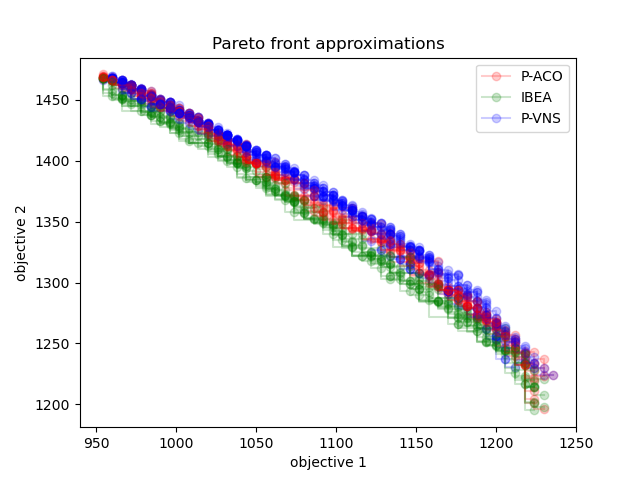 Pareto front approximations
P-ACO
IBEA
P-VNS
objective 2
1450
1400
1350
1300
1250
1200
950
1000
1050
1100
1150
1200
1250
objective 1